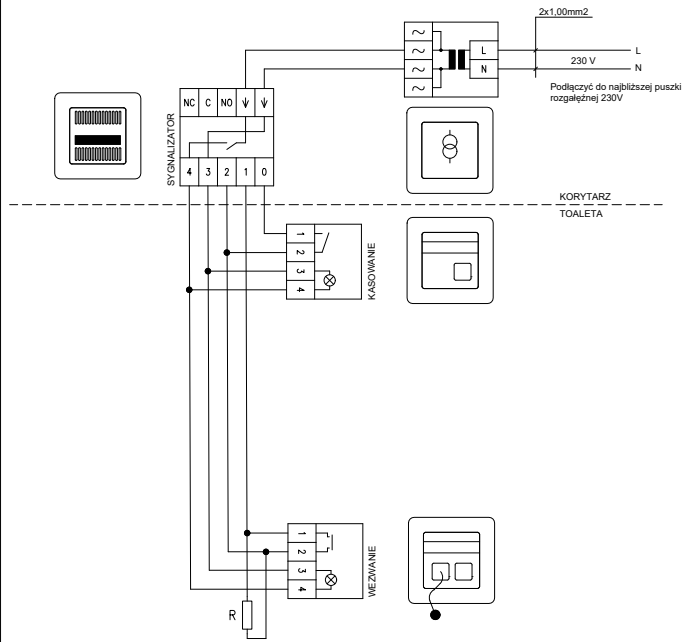 2x1,00mm2
L
L
230 V
N
N
Podłączyć do najbliższej puszki
rozgałęźnej 230V
NC C NO
SYGNALIZATOR
4 3 2 1 0
KORYTARZ
TOALETA
1
2
3
4
KASOWANIE
1
2
3
4
WEZWANIE
R